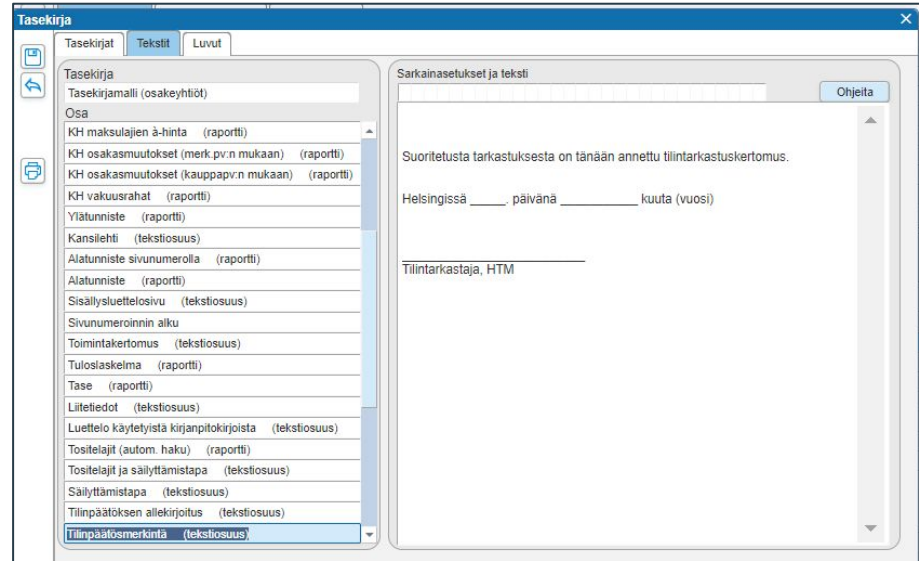 Tasekirja
Tasekirjat Tekstit Luvut
Tasekirja
Tasekirjamalli (osakeyhtiöt)
Osa
KH maksulajien à-hinta (raportti)
KH osakasmuutokset (merk.pv:n mukaan) (raportti)
KH osakasmuutokset (kauppapv:n mukaan) (raportti)
KH vakuusrahat (raportti)
Ylätunniste (raportti)
Kansilehti (tekstiosuus)
Alatunniste sivunumerolla (raportti)
Alatunniste (raportti)
Sisällysluettelosivu (tekstiosuus)
Sivunumeroinnin alku
Toimintakertomus (tekstiosuus)
Tuloslaskelma (raportti)
Tase (raportti)
Liitetiedot (tekstiosuus)
Luettelo käytetyistä kirjanpitokirjoista (tekstiosuus)
Tositelajit (autom. haku) (raportti)
Tositelajit ja säilyttämistapa (tekstiosuus)
Säilyttämistapa (tekstiosuus)
Tilinpäätöksen allekirjoitus (tekstiosuus)
Tilinpäätösmerkintä (tekstiosuus)
Sarkainasetukset ja teksti
Ohjeita
Suoritetusta tarkastuksesta on tänään annettu tilintarkastuskertomus.
Helsingissä _____. päivänä ___________ kuuta (vuosi)
___________________________
Tilintarkastaja, HTM